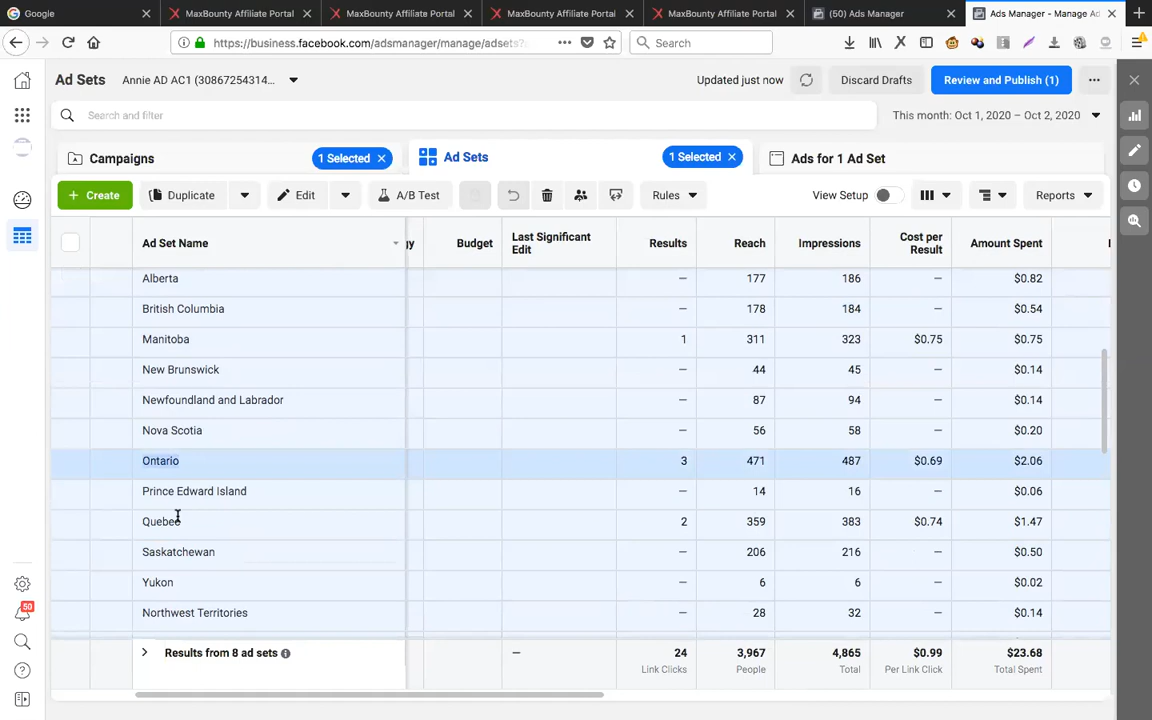 Google
MaxBounty Affiliate Portal
MaxBounty Affiliate Portal
MaxBounty Affiliate Portal
MaxBounty Affiliate Portal
(50) Ads Manager
Ads Manager - Manage Ad
https://business.facebook.com/adsmanager/manage/adsets?
Search
Ad Sets
Annie AD AC1 (30867254314...
Updated just now
Discard Drafts
Review and Publish (1)
Search and filter
This month: Oct 1, 2020 – Oct 2, 2020
Campaigns
1 Selected
Ad Sets
1 Selected
Ads for 1 Ad Set
+ Create
Duplicate
Edit
A/B Test
Rules
View Setup
Reports
Ad Set Name
gy
Budget
Last Significant Edit
Results
Reach
Impressions
Cost per Result
Amount Spent
Alberta — 177 186 — $0.82
British Columbia — 178 184 — $0.54
Manitoba 1 311 323 $0.75 $0.75
New Brunswick — 44 45 — $0.14
Newfoundland and Labrador — 87 94 — $0.14
Nova Scotia — 56 58 — $0.20
Ontario 3 471 487 $0.69 $2.06
Prince Edward Island — 14 16 — $0.06
Quebec 2 359 383 $0.74 $1.47
Saskatchewan — 206 216 — $0.50
Yukon — 6 6 — $0.02
Northwest Territories — 28 32 — $0.14
50
Results from 8 ad sets — 24 3,967 4,865 $0.99 $23.68
Link Clicks People Total Per Link Click Total Spent